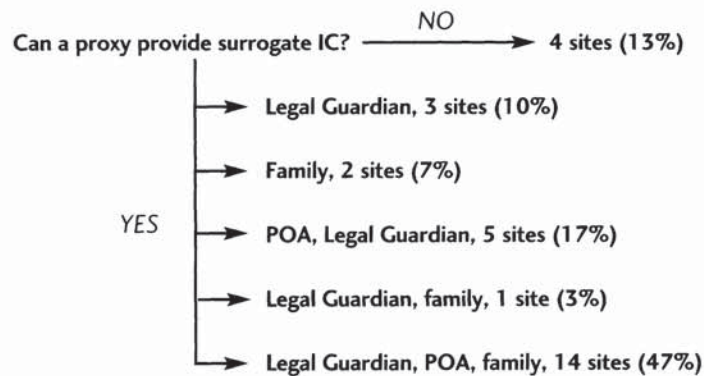 NO
Can a proxy provide surrogate IC? 4 sites (13%)
Legal Guardian, 3 sites (10%)
Family, 2 sites (7%)
YES
POA, Legal Guardian, 5 sites (17%)
Legal Guardian, family, 1 site (3%)
Legal Guardian, POA, family, 14 sites (47%)